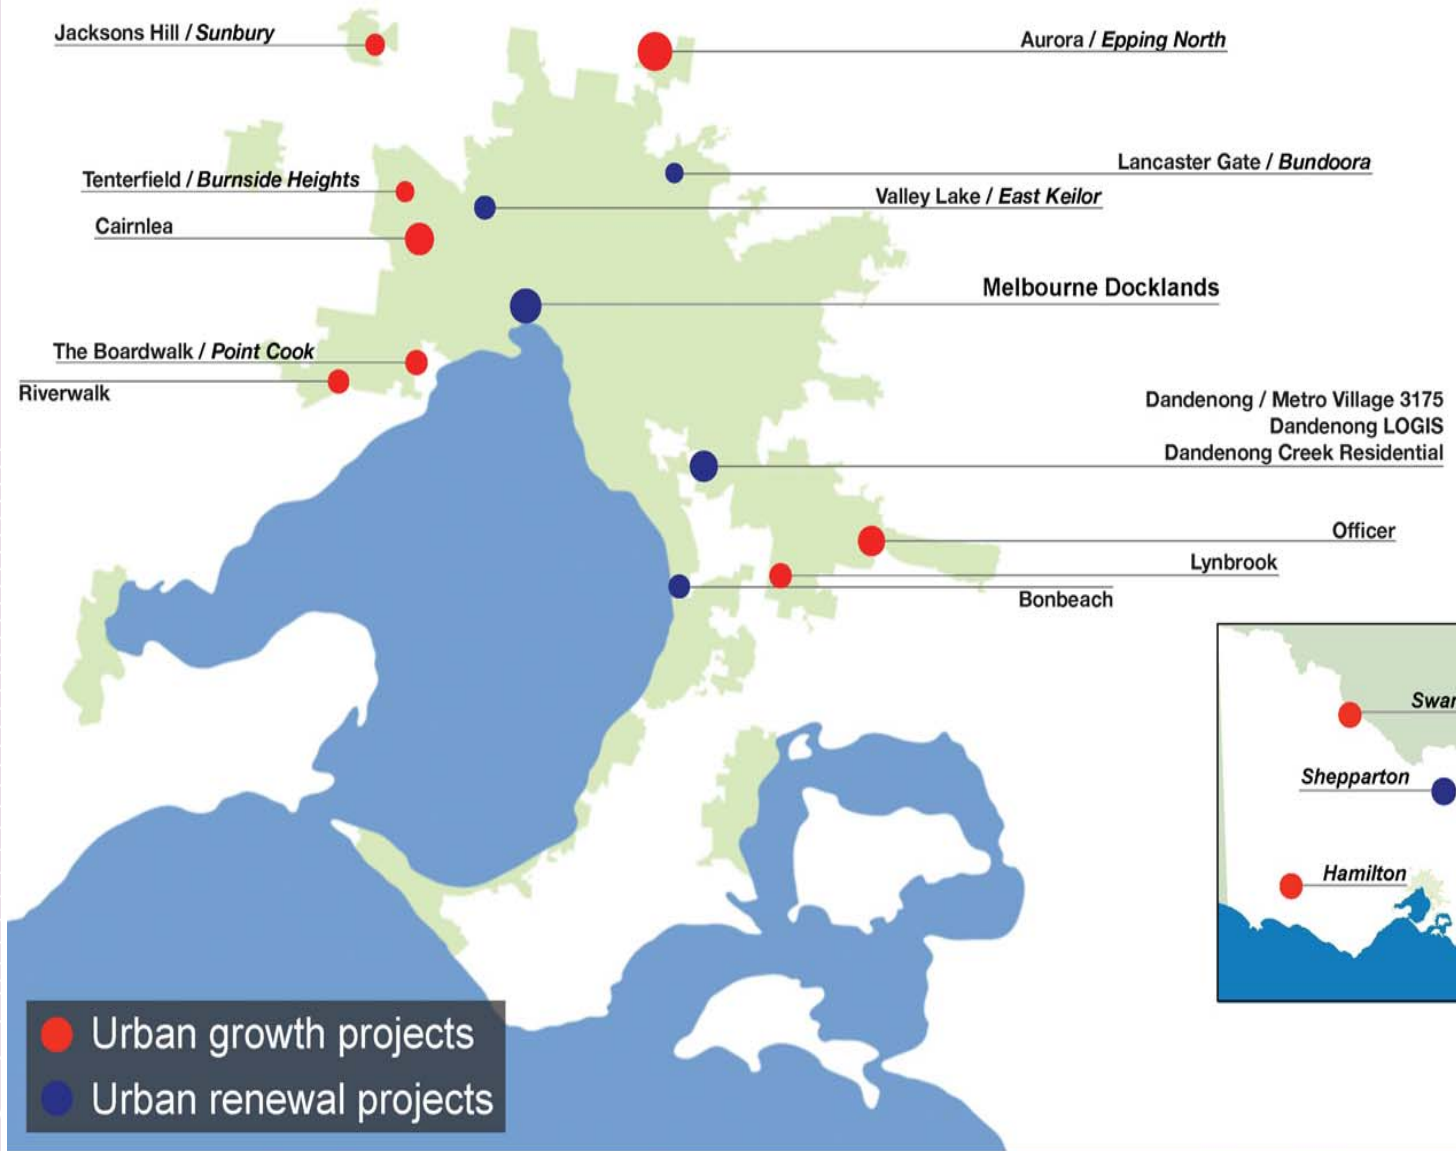 Jacksons Hill / Sunbury
Aurora / Epping North
Lancaster Gate / Bundoora
Tenterfield / Burnside Heights
Valley Lake / East Keilor
Cairnlea
Melbourne Docklands
The Boardwalk / Point Cook
Riverwalk
Dandenong / Metro Village 3175
Dandenong LOGIS
Dandenong Creek Residential
Officer
Lynbrook
Bonbeach
Shepparton
Hamilton
Urban growth projects
Urban renewal projects